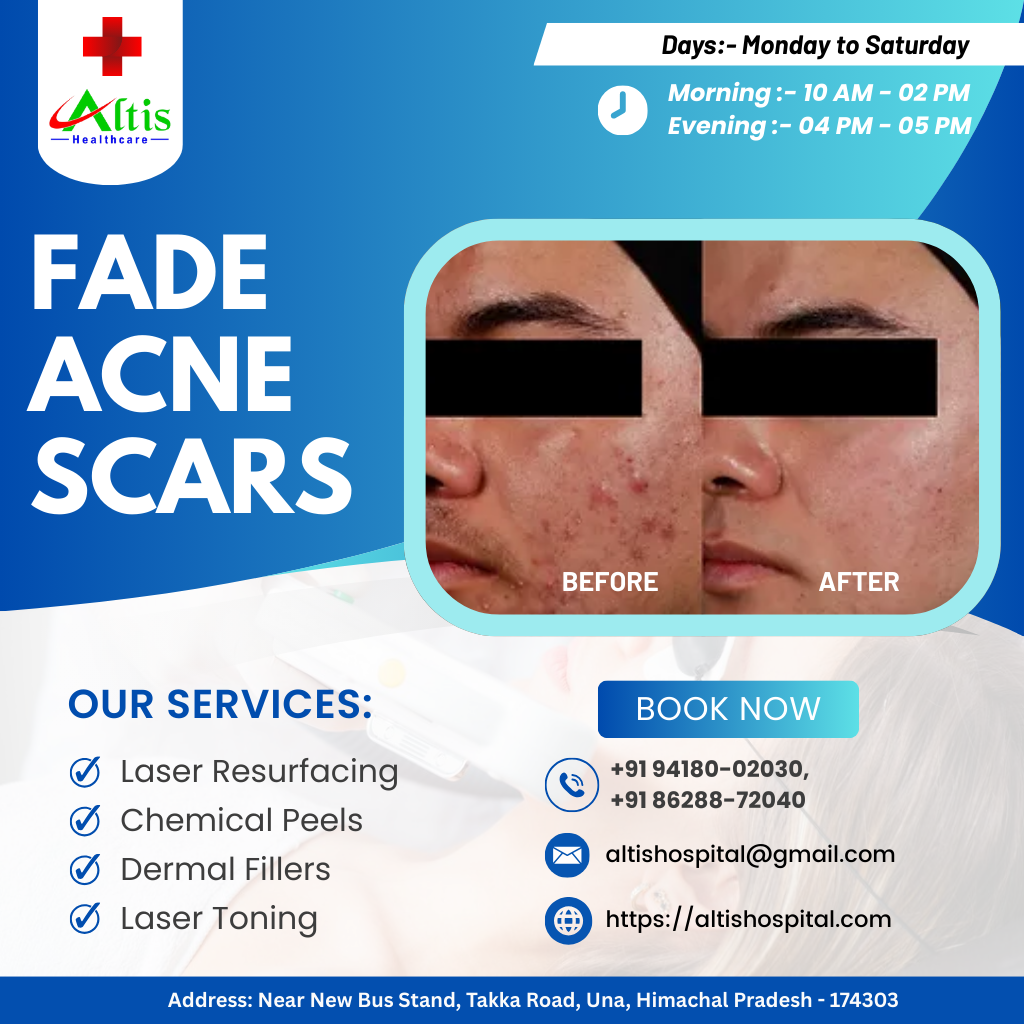 Altis
Healthcare
Days:- Monday to Saturday
Morning :- 10 AM - 02 PM
Evening :- 04 PM - 05 PM
FADE
ACNE
SCARS
BEFORE
AFTER
OUR SERVICES:
Laser Resurfacing
Chemical Peels
Dermal Fillers
Laser Toning
BOOK NOW
+91 94180-02030,
+91 86288-72040
altishospital@gmail.com
https://altishospital.com
Address: Near New Bus Stand, Takka Road, Una, Himachal Pradesh - 174303